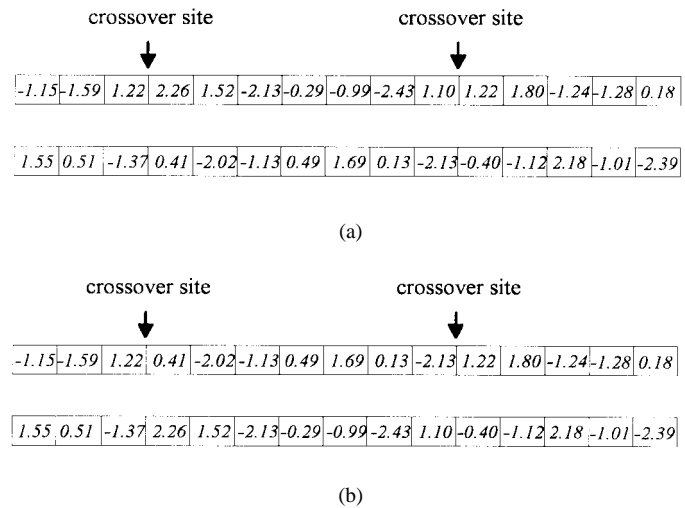 crossover site crossover site
-1.15 -1.59 1.22 2.26 1.52 -2.13 -0.29 -0.99 -2.43 1.10 1.22 1.80 -1.24 -1.28 0.18
1.55 0.51 -1.37 0.41 -2.02 -1.13 0.49 1.69 0.13 -2.13 -0.40 -1.12 2.18 -1.01 -2.39
(a)
crossover site crossover site
-1.15 -1.59 1.22 0.41 -2.02 -1.13 0.49 1.69 0.13 -2.13 1.22 1.80 -1.24 -1.28 0.18
1.55 0.51 -1.37 2.26 1.52 -2.13 -0.29 -0.99 -2.43 1.10 -0.40 -1.12 2.18 -1.01 -2.39
(b)